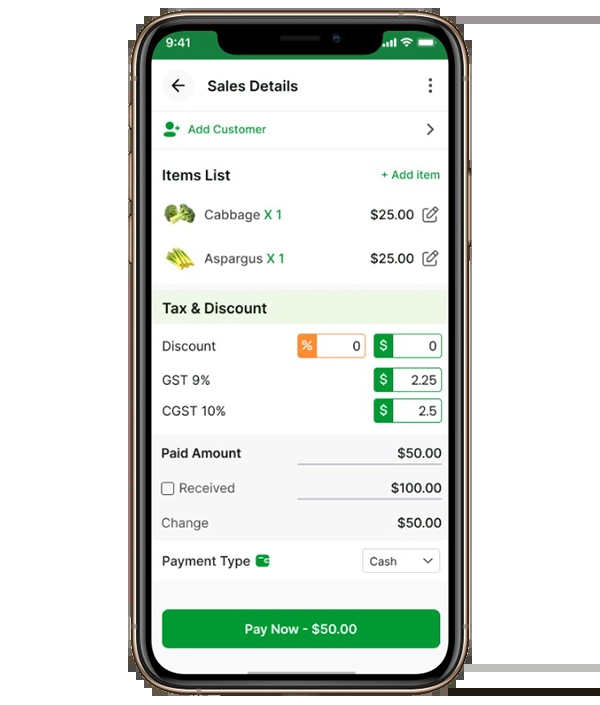 9:41
Sales Details
Add Customer
Items List + Add item
Cabbage X 1 $25.00
Aspargus X 1 $25.00
Tax & Discount
Discount % 0 $ 0
GST 9% $ 2.25
CGST 10% $ 2.5
Paid Amount $50.00
Received $100.00
Change $50.00
Payment Type Cash
Pay Now - $50.00